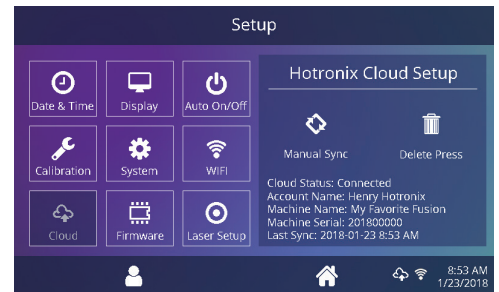 Setup
Date & Time
Display
Auto On/Off
Calibration
System
WIFI
Cloud
Firmware
Laser Setup
Hotronix Cloud Setup
Manual Sync
Delete Press
Cloud Status: Connected
Account Name: Henry Hotronix
Machine Name: My Favorite Fusion
Machine Serial: 201800000
Last Sync: 2018-01-23 8:53 AM
8:53 AM
1/23/2018